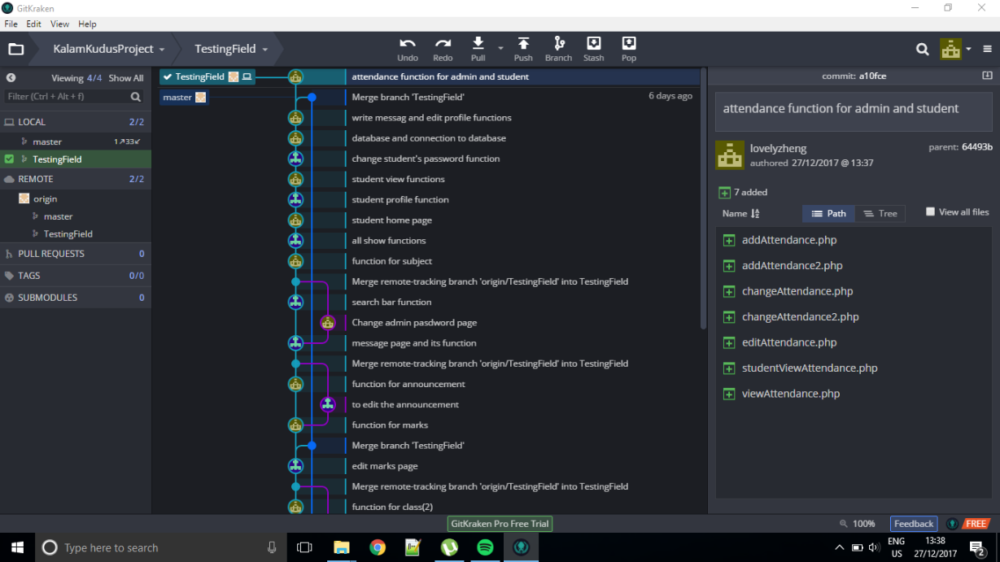 GitKraken
File Edit View Help
KalamKudusProject TestingField Undo Redo Pull Push Branch Stash Pop
Viewing 4/4 Show All
Filter (Ctrl + Alt + f)
LOCAL 2/2
master 1↗33↙
TestingField
REMOTE 2/2
origin
master
TestingField
PULL REQUESTS 0
TAGS 0/0
SUBMODULES 0
TestingField attendance function for admin and student
master Merge branch 'TestingField' 6 days ago
write messag and edit profile functions
database and connection to database
change student's password function
student view functions
student profile function
student home page
all show functions
function for subject
Merge remote-tracking branch 'origin/TestingField' into TestingField
search bar function
Change admin pasdword page
message page and its function
Merge remote-tracking branch 'origin/TestingField' into TestingField
function for announcement
to edit the announcement
function for marks
Merge branch 'TestingField'
edit marks page
Merge remote-tracking branch 'origin/TestingField' into TestingField
function for class(2)
commit: a10fce
attendance function for admin and student
lovelyzheng parent: 64493b
authored 27/12/2017 @ 13:37
7 added
Name Path Tree View all files
addAttendance.php
addAttendance2.php
changeAttendance.php
changeAttendance2.php
editAttendance.php
studentViewAttendance.php
viewAttendance.php
GitKraken Pro Free Trial 100% Feedback FREE
Type here to search
ENG
US
13:38
27/12/2017
2